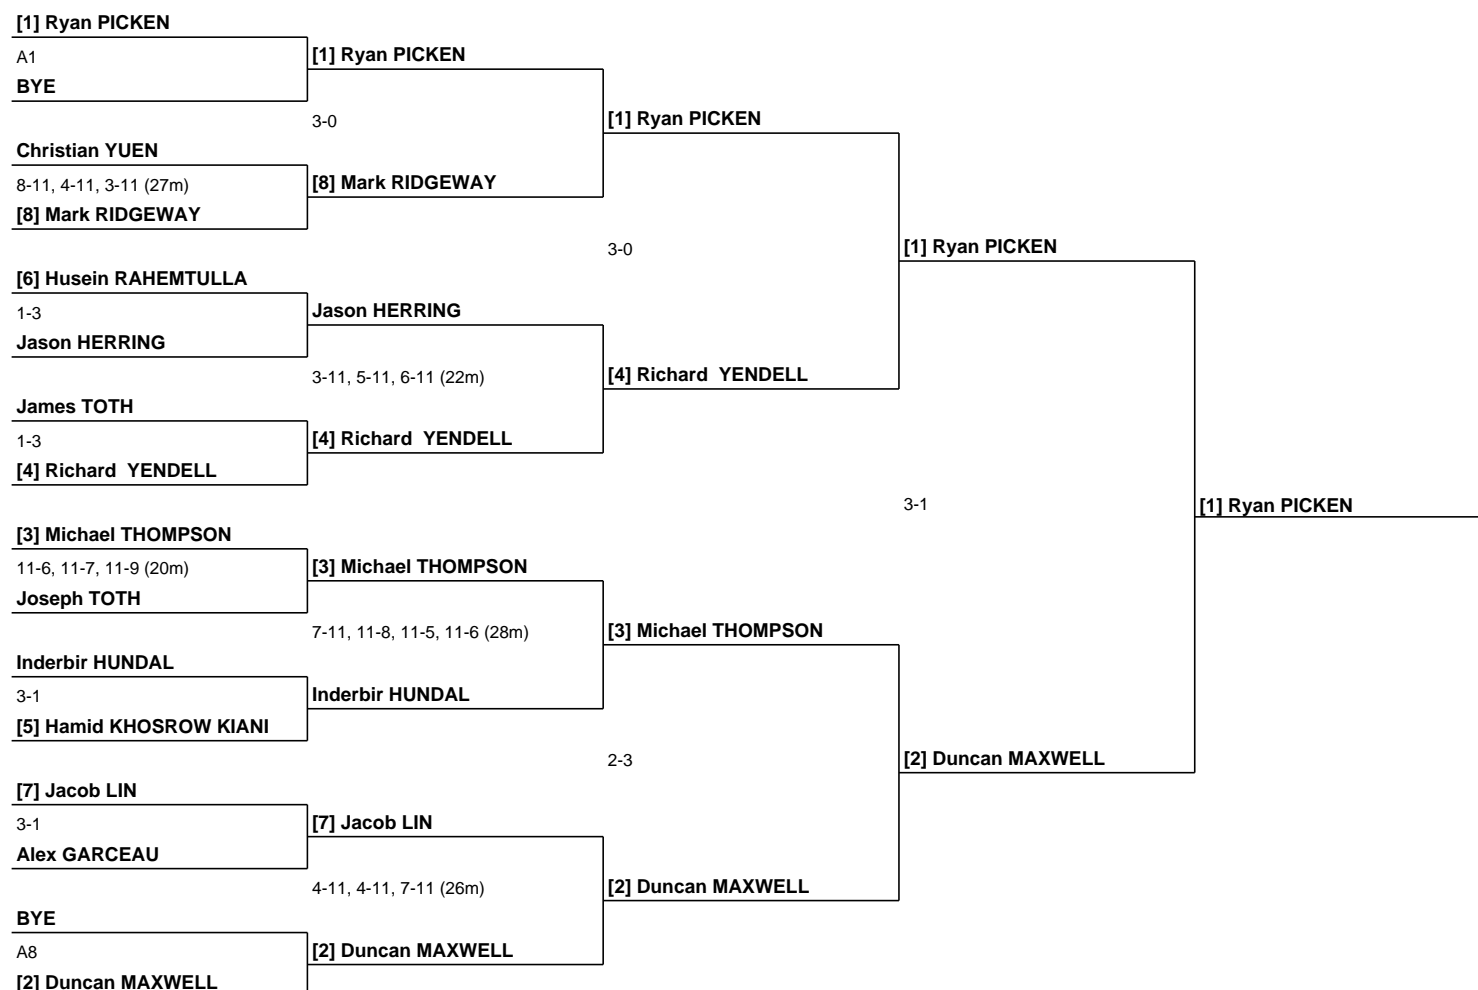 [1] Ryan PICKEN
A1
BYE
Christian YUEN
8-11, 4-11, 3-11 (27m)
[8] Mark RIDGEWAY
[6] Husein RAHEMTULLA
1-3
Jason HERRING
James TOTH
1-3
[4] Richard  YENDELL
[3] Michael THOMPSON
11-6, 11-7, 11-9 (20m)
Joseph TOTH
Inderbir HUNDAL
3-1
[5] Hamid KHOSROW KIANI
[7] Jacob LIN
3-1
Alex GARCEAU
BYE
A8
[2] Duncan MAXWELL
[1] Ryan PICKEN
3-0
[8] Mark RIDGEWAY
Jason HERRING
3-11, 5-11, 6-11 (22m)
[4] Richard  YENDELL
[3] Michael THOMPSON
7-11, 11-8, 11-5, 11-6 (28m)
Inderbir HUNDAL
[7] Jacob LIN
4-11, 4-11, 7-11 (26m)
[2] Duncan MAXWELL
[1] Ryan PICKEN
3-0
[4] Richard  YENDELL
[3] Michael THOMPSON
2-3
[2] Duncan MAXWELL
[1] Ryan PICKEN
3-1
[2] Duncan MAXWELL
[1] Ryan PICKEN